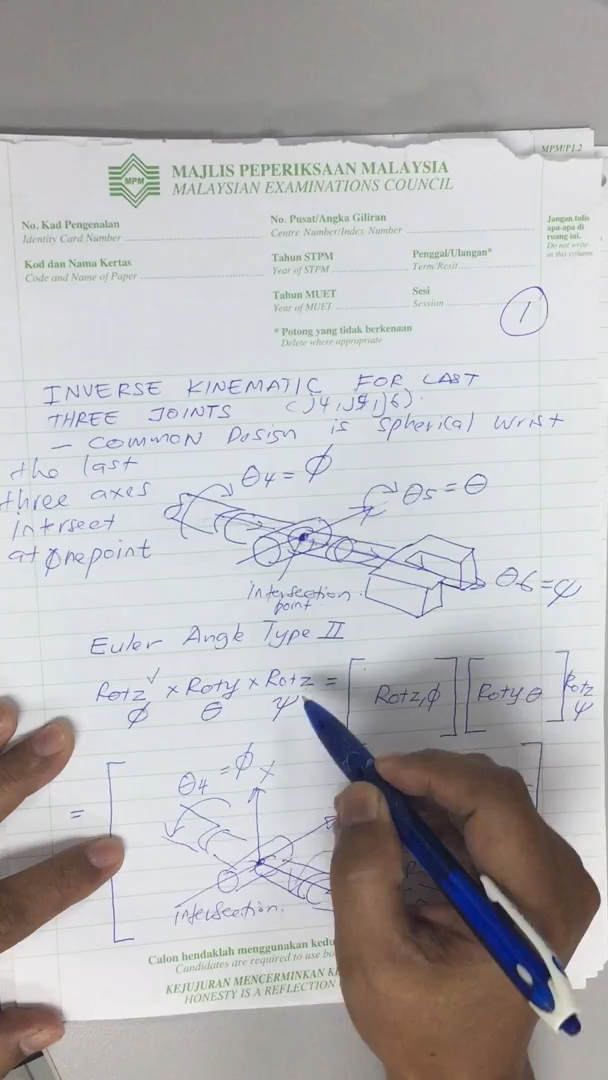 MPM/P1.2
MPM
MAJLIS PEPERIKSAAN MALAYSIA
MALAYSIAN EXAMINATIONS COUNCIL
No. Kad Pengenalan
Identity Card Number
No. Pusat/Angka Giliran
Centre Number/Index Number
Jangan tulis
apa-apa di
ruang ini.
Do not write
in this column.
Kod dan Nama Kertas
Code and Name of Paper
Tahun STPM
Year of STPM
Penggal/Ulangan*
Term/Resit
Tahun MUET
Year of MUET
Sesi
Session
* Potong yang tidak berkenaan
Delete where appropriate
1
INVERSE KINEMATIC FOR LAST
THREE JOINTS (J4, J5, J6).
- COMMON Design is spherical wrist
the last
three axes
Intrsect
at one point
θ4 = φ
θ5 = θ
θ6 = ψ
Intersection
point
Euler Angle Type II
Rotz × Roty × Rotz = [Rotz,φ] [Roty θ] Rotz
φ θ ψ ψ
= [
θ4 = φ x
intersection.
Calon hendaklah menggunakan
Candidates are required to use
KEJUJURAN MENCERMINKAN
HONESTY IS A REFLECTION